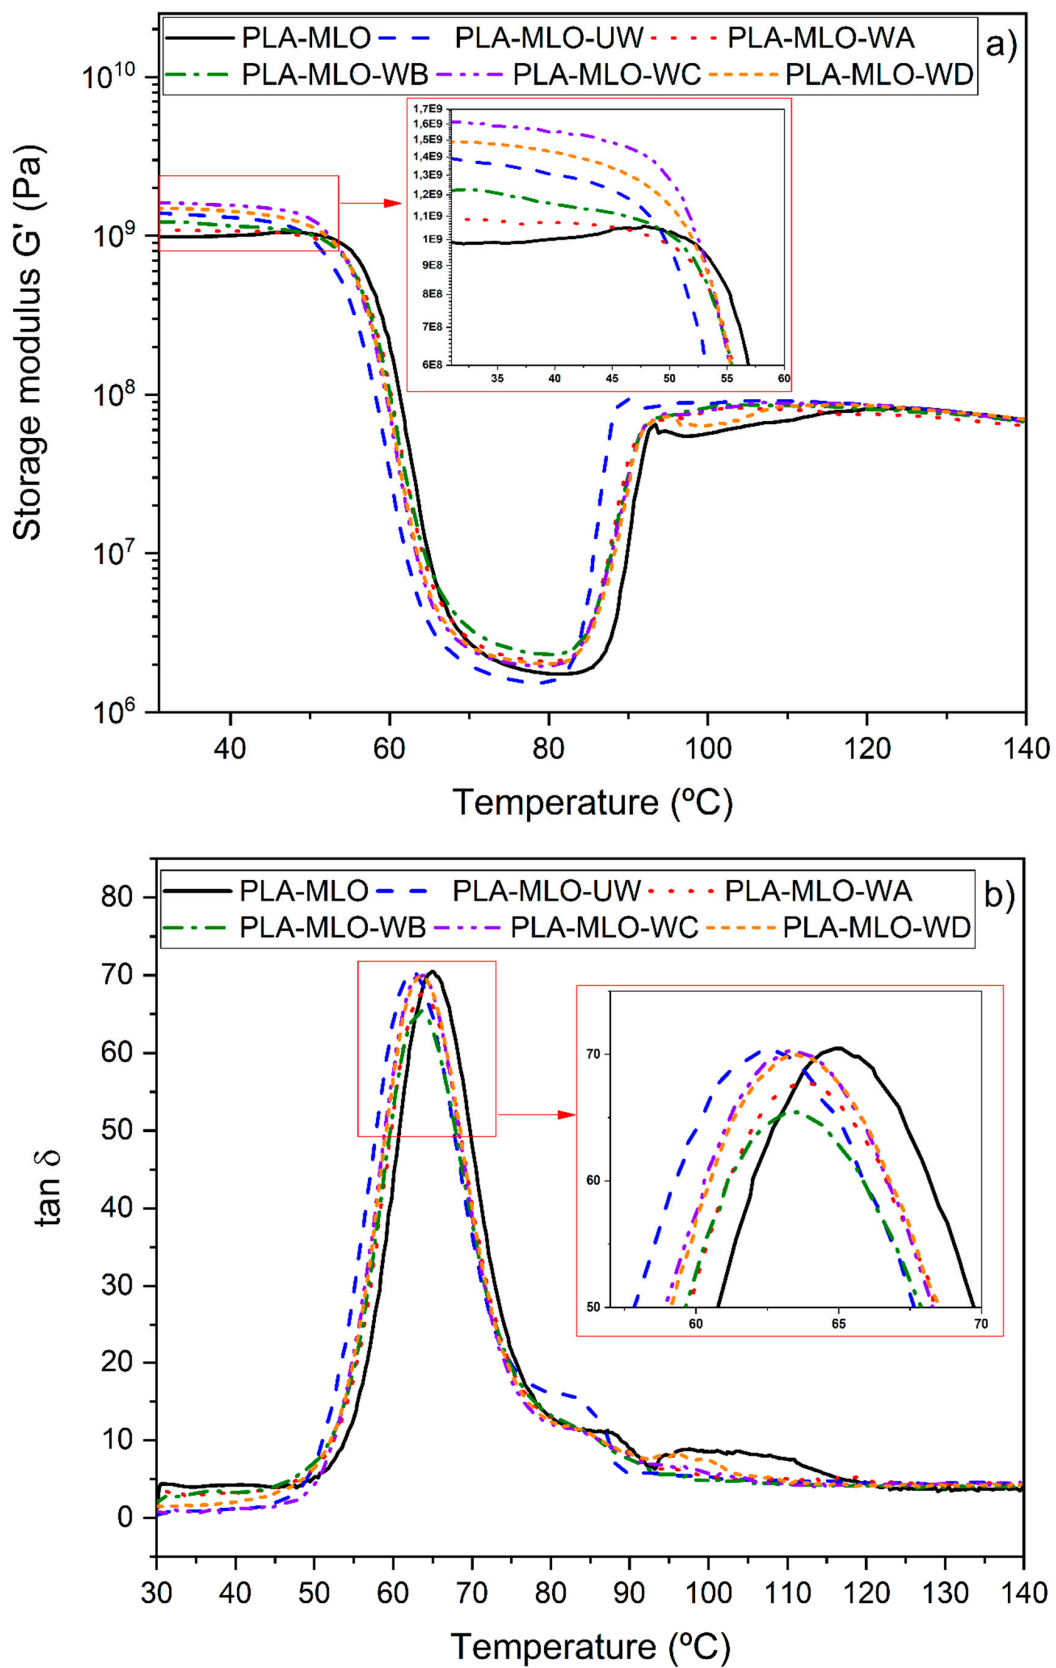 PLA-MLO PLA-MLO-UW PLA-MLO-WA a)
PLA-MLO-WB PLA-MLO-WC PLA-MLO-WD
Storage modulus G' (Pa)
10^10
10^9
10^8
10^7
10^6
1,7E9
1,6E9
1,5E9
1,4E9
1,2E9
1,1E9
1E9
9E8
8E8
7E8
6E8
35 40 45 50 55 60
40 60 80 100 120 140
Temperature (ºC)
PLA-MLO PLA-MLO-UW PLA-MLO-WA b)
PLA-MLO-WB PLA-MLO-WC PLA-MLO-WD
tan δ
80
70
60
50
40
30
20
10
0
70
60
50
60 65 70
30 40 50 60 70 80 90 100 110 120 130 140
Temperature (ºC)